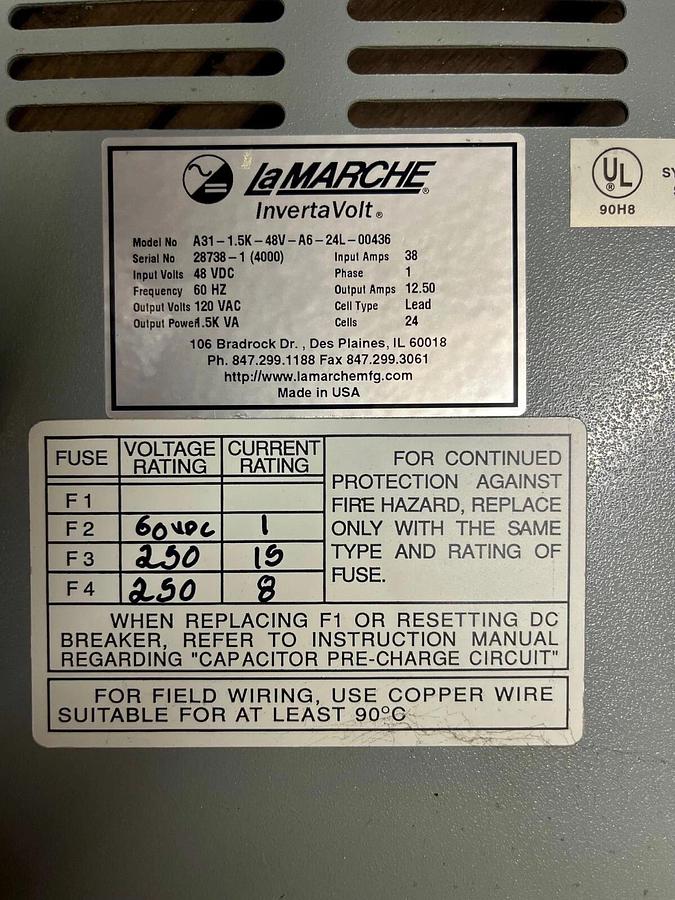 LaMARCHE®
InvertaVolt®
Model No A31-1.5K-48V-A6-24L-00436
Serial No 28738-1 (4000) Input Amps 38
Input Volts 48 VDC Phase 1
Frequency 60 HZ Output Amps 12.50
Output Volts 120 VAC Cell Type Lead
Output Power 1.5K VA Cells 24
106 Bradrock Dr. , Des Plaines, IL 60018
Ph. 847.299.1188 Fax 847.299.3061
http://www.lamarchemfg.com
Made in USA
UL®
90H8
SY
FUSE VOLTAGE RATING CURRENT RATING
F1
F2 60 VDC 1
F3 250 15
F4 250 8
FOR CONTINUED
PROTECTION AGAINST
FIRE HAZARD, REPLACE
ONLY WITH THE SAME
TYPE AND RATING OF
FUSE.
WHEN REPLACING F1 OR RESETTING DC
BREAKER, REFER TO INSTRUCTION MANUAL
REGARDING "CAPACITOR PRE-CHARGE CIRCUIT"
FOR FIELD WIRING, USE COPPER WIRE
SUITABLE FOR AT LEAST 90°C